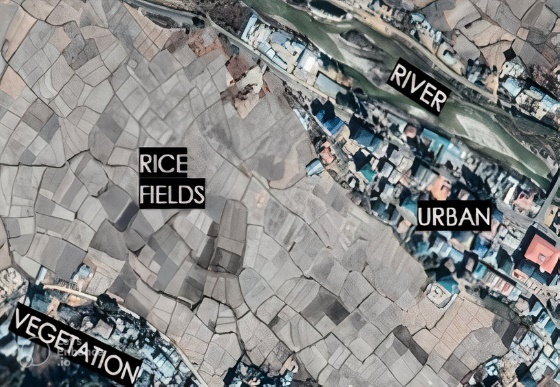 RIVER
RICE
FIELDS
URBAN
VEGETATION